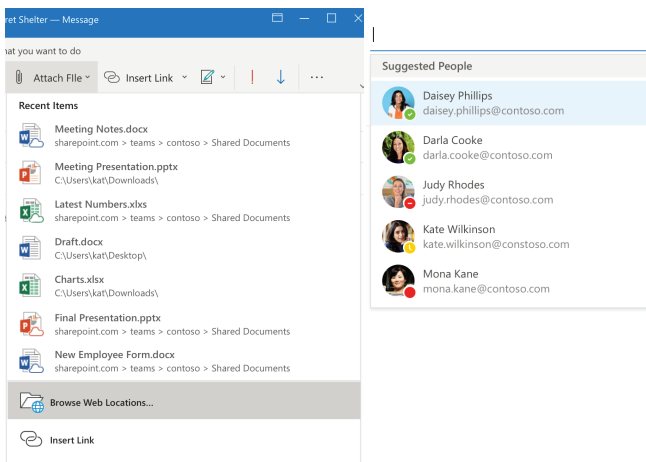 ret Shelter — Message
hat you want to do
Attach FIle
Insert Link
Recent Items
Meeting Notes.docx
sharepoint.com > teams > contoso > Shared Documents
Meeting Presentation.pptx
C:\Users\kat\Downloads\
Latest Numbers.xlxs
sharepoint.com > teams > contoso > Shared Documents
Draft.docx
C:\Users\kat\Desktop\
Charts.xlsx
C:\Users\kat\Downloads\
Final Presentation.pptx
sharepoint.com > teams > contoso > Shared Documents
New Employee Form.docx
sharepoint.com > teams > contoso > Shared Documents
Browse Web Locations...
Insert Link
Suggested People
Daisey Phillips
daisey.phillips@contoso.com
Darla Cooke
darla.cooke@contoso.com
Judy Rhodes
judy.rhodes@contoso.com
Kate Wilkinson
kate.wilkinson@constoso.com
Mona Kane
mona.kane@contoso.com